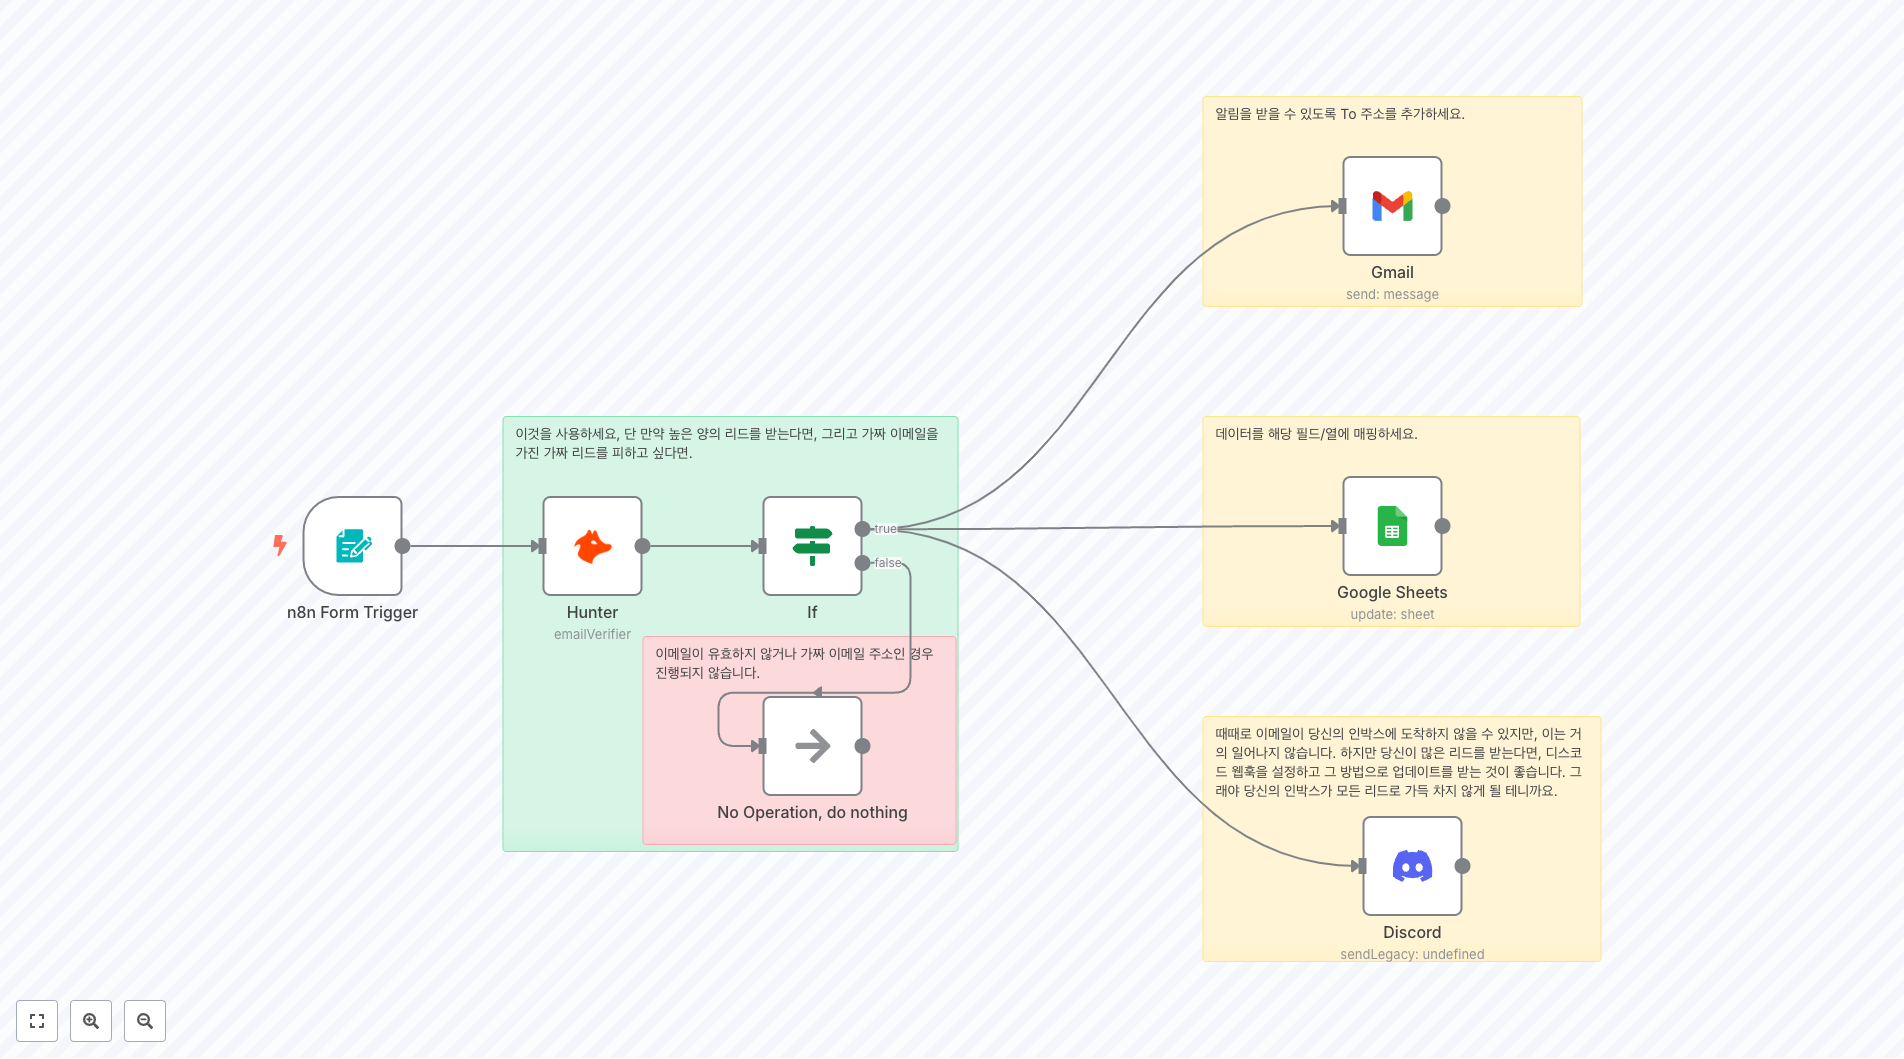 알림을 받을 수 있도록 To 주소를 추가하세요.
Gmail
send: message
이것을 사용하세요, 단 만약 높은 양의 리드를 받는다면, 그리고 가짜 이메일을
가진 가짜 리드를 피하고 싶다면.
n8n Form Trigger
Hunter
emailVerifier
If
true
false
이메일이 유효하지 않거나 가짜 이메일 주소인 경우
진행되지 않습니다.
No Operation, do nothing
데이터를 해당 필드/열에 매핑하세요.
Google Sheets
update: sheet
때때로 이메일이 당신의 인박스에 도착하지 않을 수 있지만, 이는 거
의 일어나지 않습니다. 하지만 당신이 많은 리드를 받는다면, 디스코
드 웹훅을 설정하고 그 방법으로 업데이트를 받는 것이 좋습니다. 그
래야 당신의 인박스가 모든 리드로 가득 차지 않게 될 테니까요.
Discord
sendLegacy: undefined